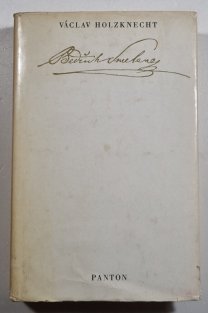 VÁCLAV HOLZKNECHT
Bedřich Smetana
PANTON